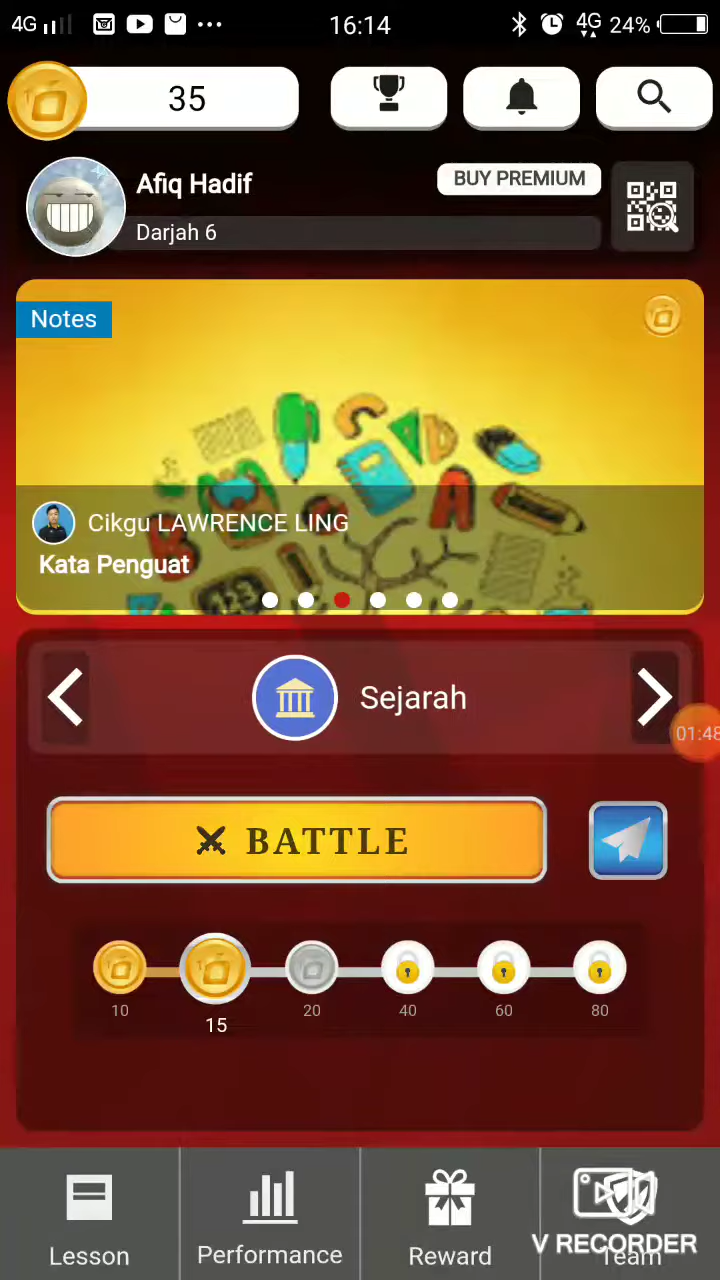 4G 16:14 4G 24%
35
Afiq Hadif
BUY PREMIUM
Darjah 6
Notes
Cikgu LAWRENCE LING
Kata Penguat
A
B
123
Sejarah
01:48
BATTLE
10 15 20 40 60 80
Lesson Performance Reward Team
V RECORDER